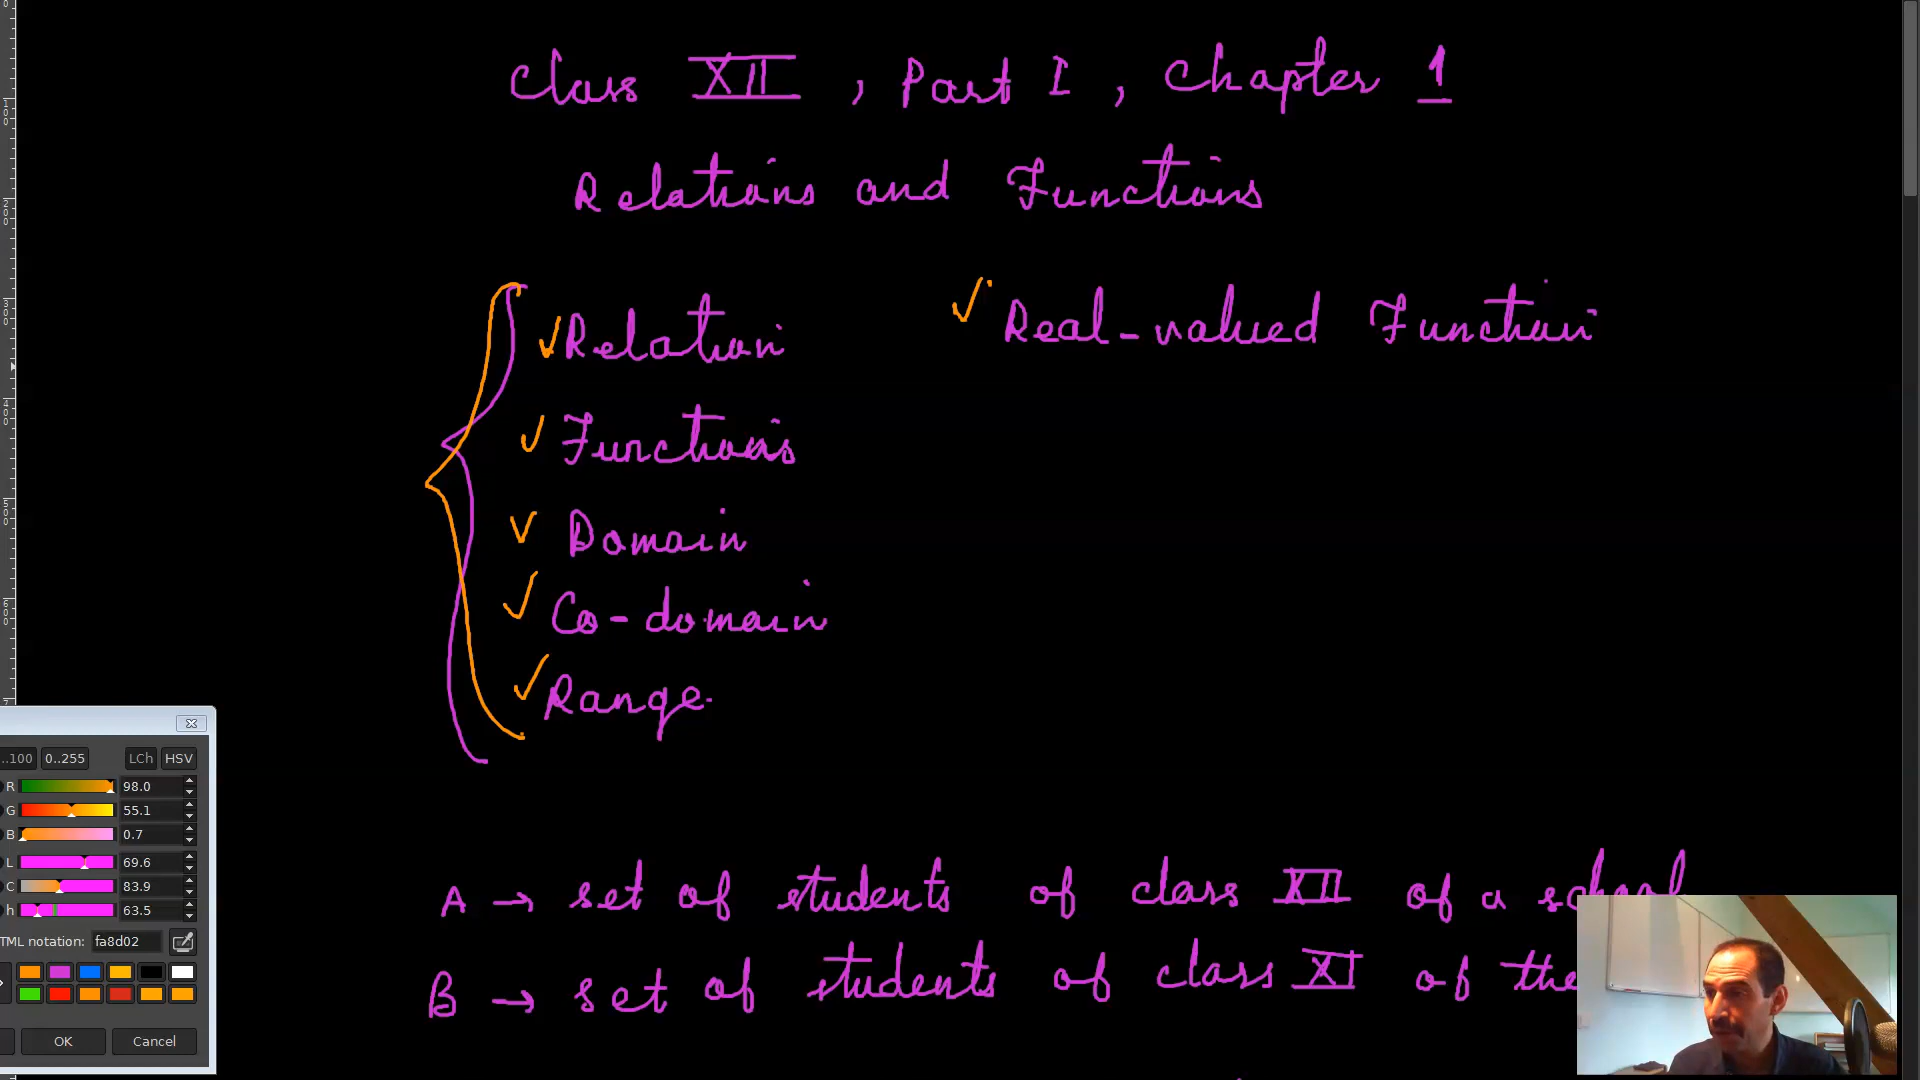 Class XII, Part I, Chapter 1
Relations and Functions
Relation
Functions
Domain
Co-domain
Range.
Real-valued Function
A → set of students of class XII of a school
B → set of students of class XI of the
0..255
LCh HSV
R 98.0
G 55.1
B 0.7
L 69.6
C 83.9
h 63.5
TML notation: fa8d02
OK Cancel